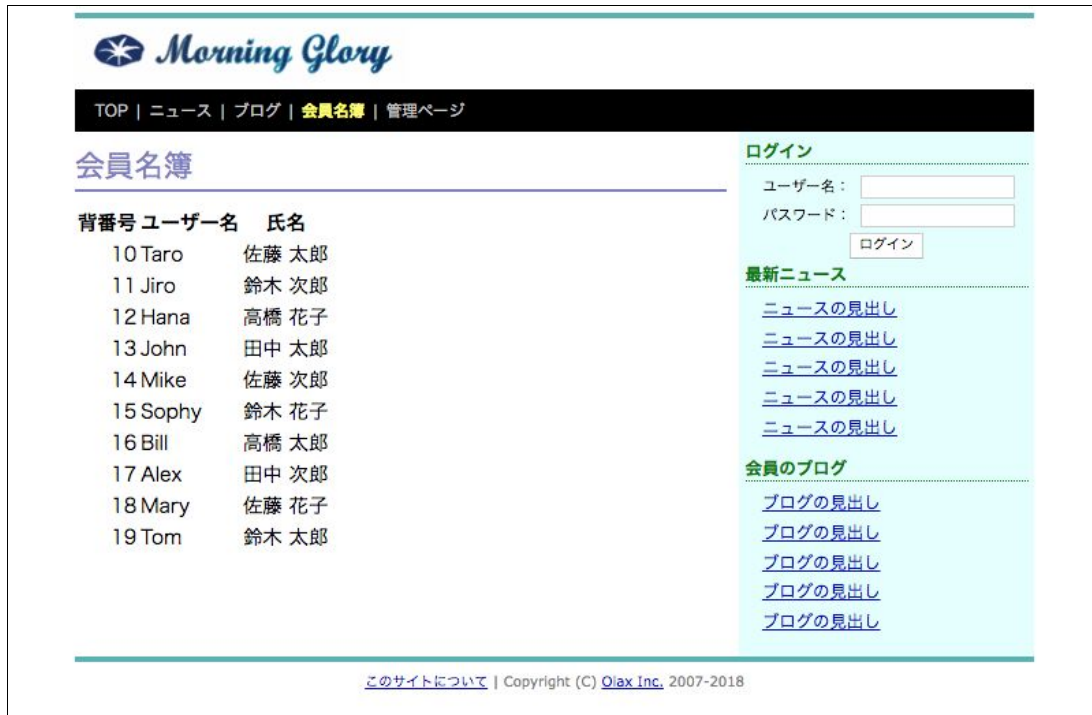 Morning Glory
TOP | ニュース | ブログ | 会員名簿 | 管理ページ
会員名簿
背番号 ユーザー名 氏名
10 Taro 佐藤 太郎
11 Jiro 鈴木 次郎
12 Hana 高橋 花子
13 John 田中 太郎
14 Mike 佐藤 次郎
15 Sophy 鈴木 花子
16 Bill 高橋 太郎
17 Alex 田中 次郎
18 Mary 佐藤 花子
19 Tom 鈴木 太郎
ログイン
ユーザー名：
パスワード：
ログイン
最新ニュース
ニュースの見出し
ニュースの見出し
ニュースの見出し
ニュースの見出し
ニュースの見出し
会員のブログ
ブログの見出し
ブログの見出し
ブログの見出し
ブログの見出し
ブログの見出し
このサイトについて | Copyright (C) Oiax Inc. 2007-2018